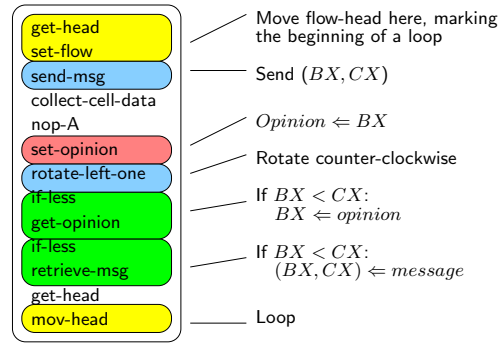 get-head
set-flow
send-msg
collect-cell-data
nop-A
set-opinion
rotate-left-one
if-less
get-opinion
if-less
retrieve-msg
get-head
mov-head
Move flow-head here, marking
the beginning of a loop
Send (BX, CX)
Opinion ⇐ BX
Rotate counter-clockwise
If BX < CX:
BX ⇐ opinion
If BX < CX:
(BX, CX) ⇐ message
Loop